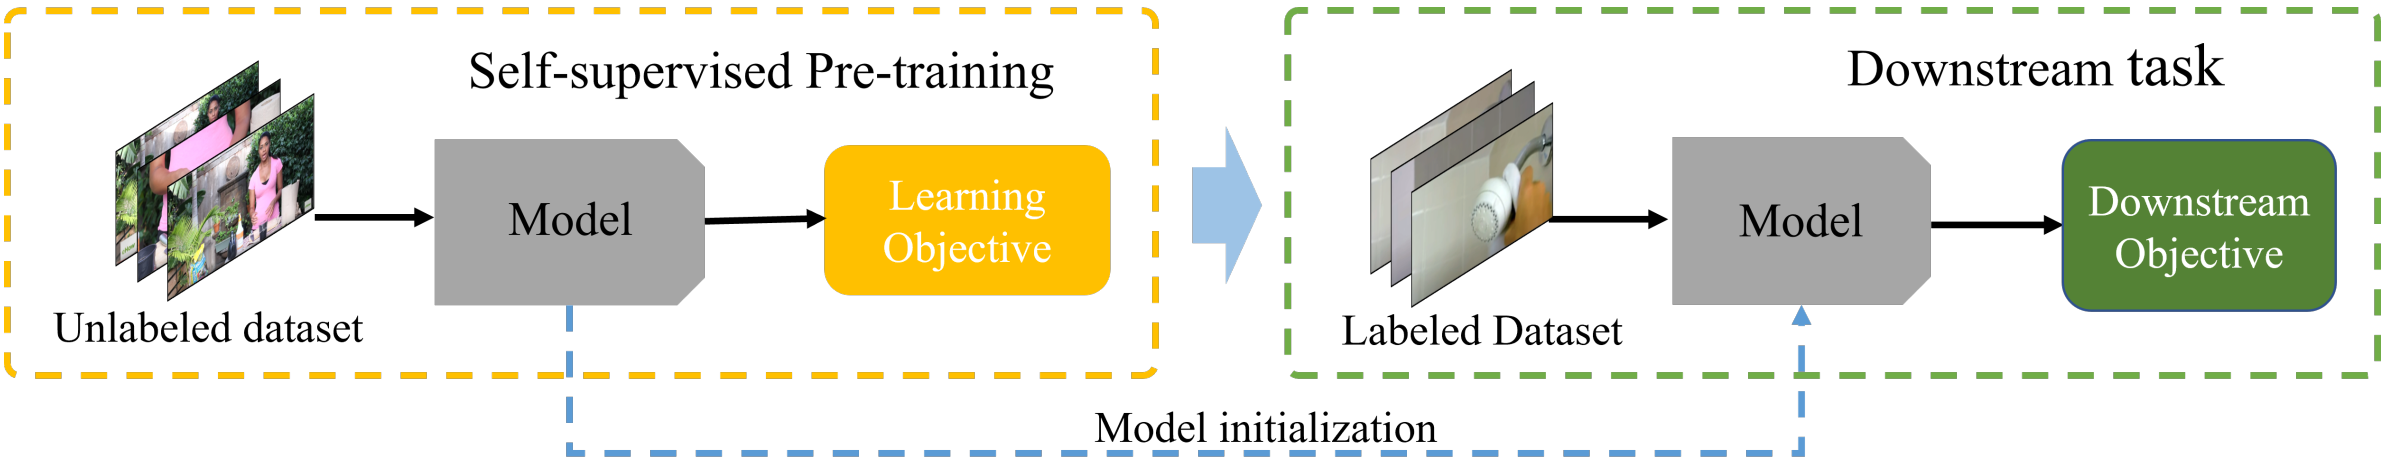 Self-supervised Pre-training
Model
Learning
Objective
Unlabeled dataset
Downstream task
Model
Downstream
Objective
Labeled Dataset
Model initialization